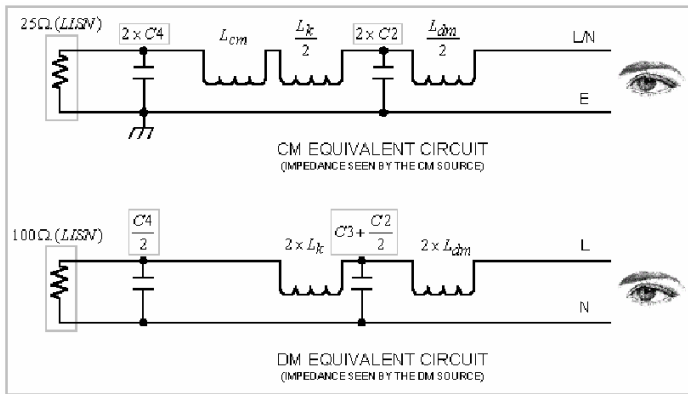 25Ω (LISN)
2 × C4
L_cm
L_k/2
2 × C2
L_dm/2
L/N
E
CM EQUIVALENT CIRCUIT
(IMPEDANCE SEEN BY THE CM SOURCE)
100Ω (LISN)
C4/2
2 × L_k
C3 + C2/2
2 × L_dm
L
N
DM EQUIVALENT CIRCUIT
(IMPEDANCE SEEN BY THE DM SOURCE)